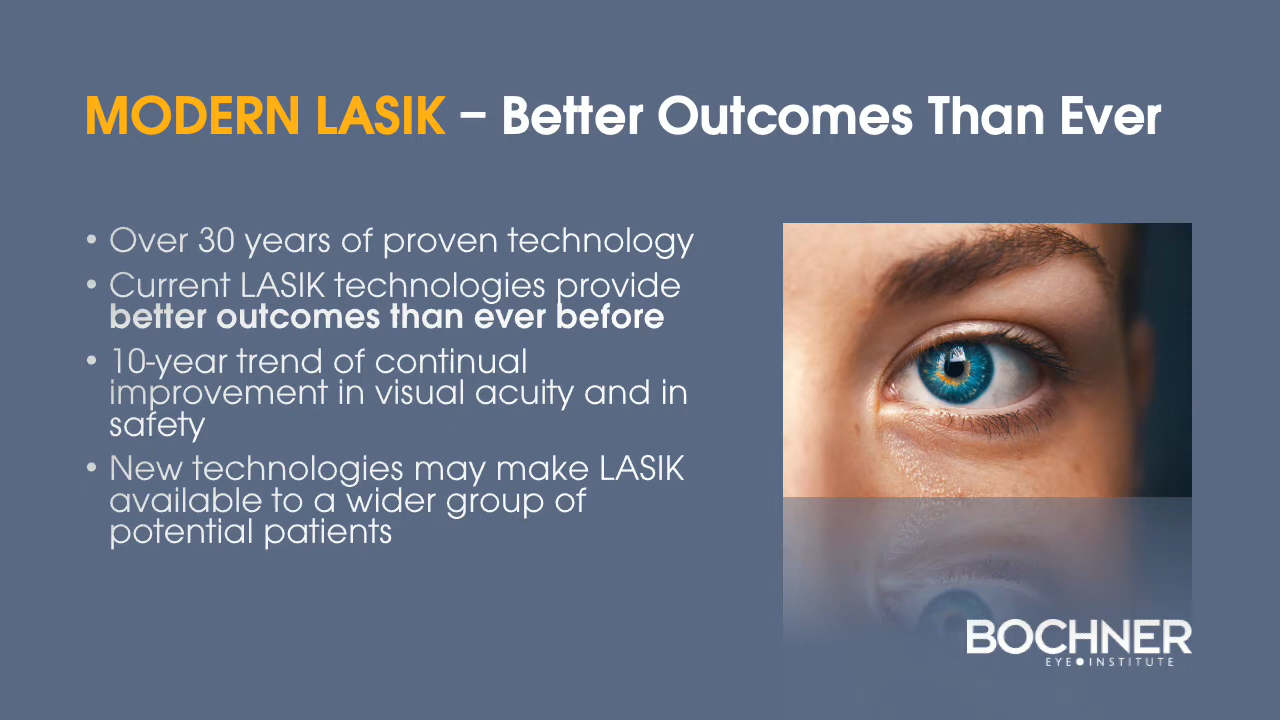 MODERN LASIK – Better Outcomes Than Ever
• Over 30 years of proven technology
• Current LASIK technologies provide
better outcomes than ever before
• 10-year trend of continual
improvement in visual acuity and in
safety
• New technologies may make LASIK
available to a wider group of
potential patients
BOCHNER
EYE INSTITUTE